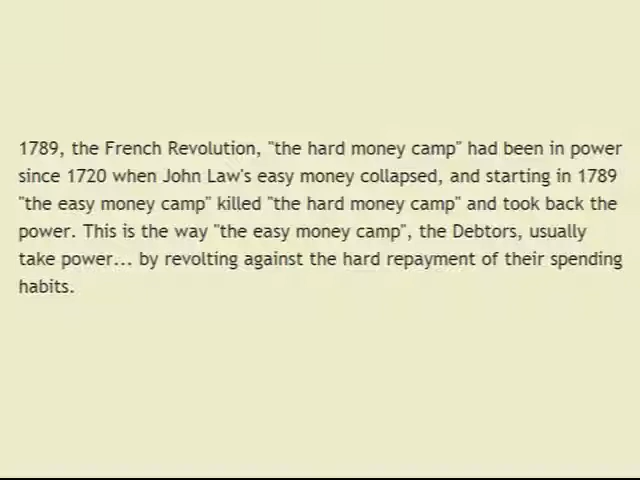 1789, the French Revolution, "the hard money camp" had been in power
since 1720 when John Law's easy money collapsed, and starting in 1789
"the easy money camp" killed "the hard money camp" and took back the
power. This is the way "the easy money camp", the Debtors, usually
take power... by revolting against the hard repayment of their spending
habits.